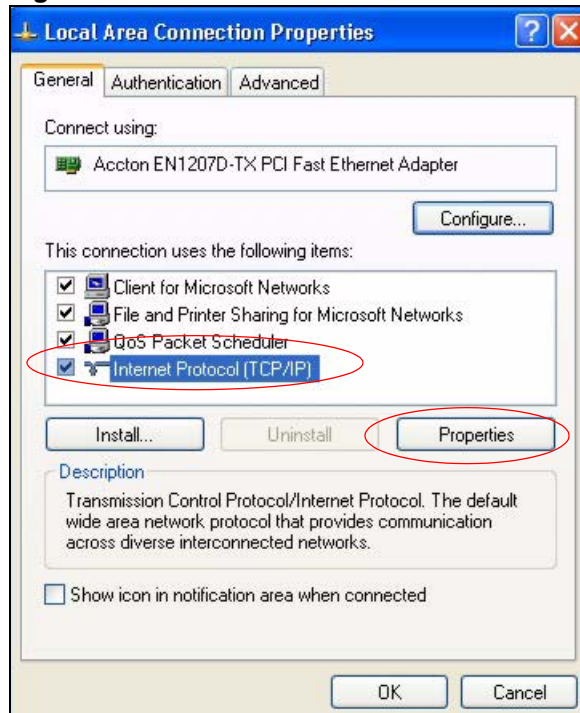 Local Area Connection Properties
General Authentication Advanced
Connect using:
Accton EN1207D-TX PCI Fast Ethernet Adapter
Configure...
This connection uses the following items:
Client for Microsoft Networks
File and Printer Sharing for Microsoft Networks
QoS Packet Scheduler
Internet Protocol (TCP/IP)
Install... Uninstall Properties
Description
Transmission Control Protocol/Internet Protocol. The default
wide area network protocol that provides communication
across diverse interconnected networks.
Show icon in notification area when connected
OK Cancel